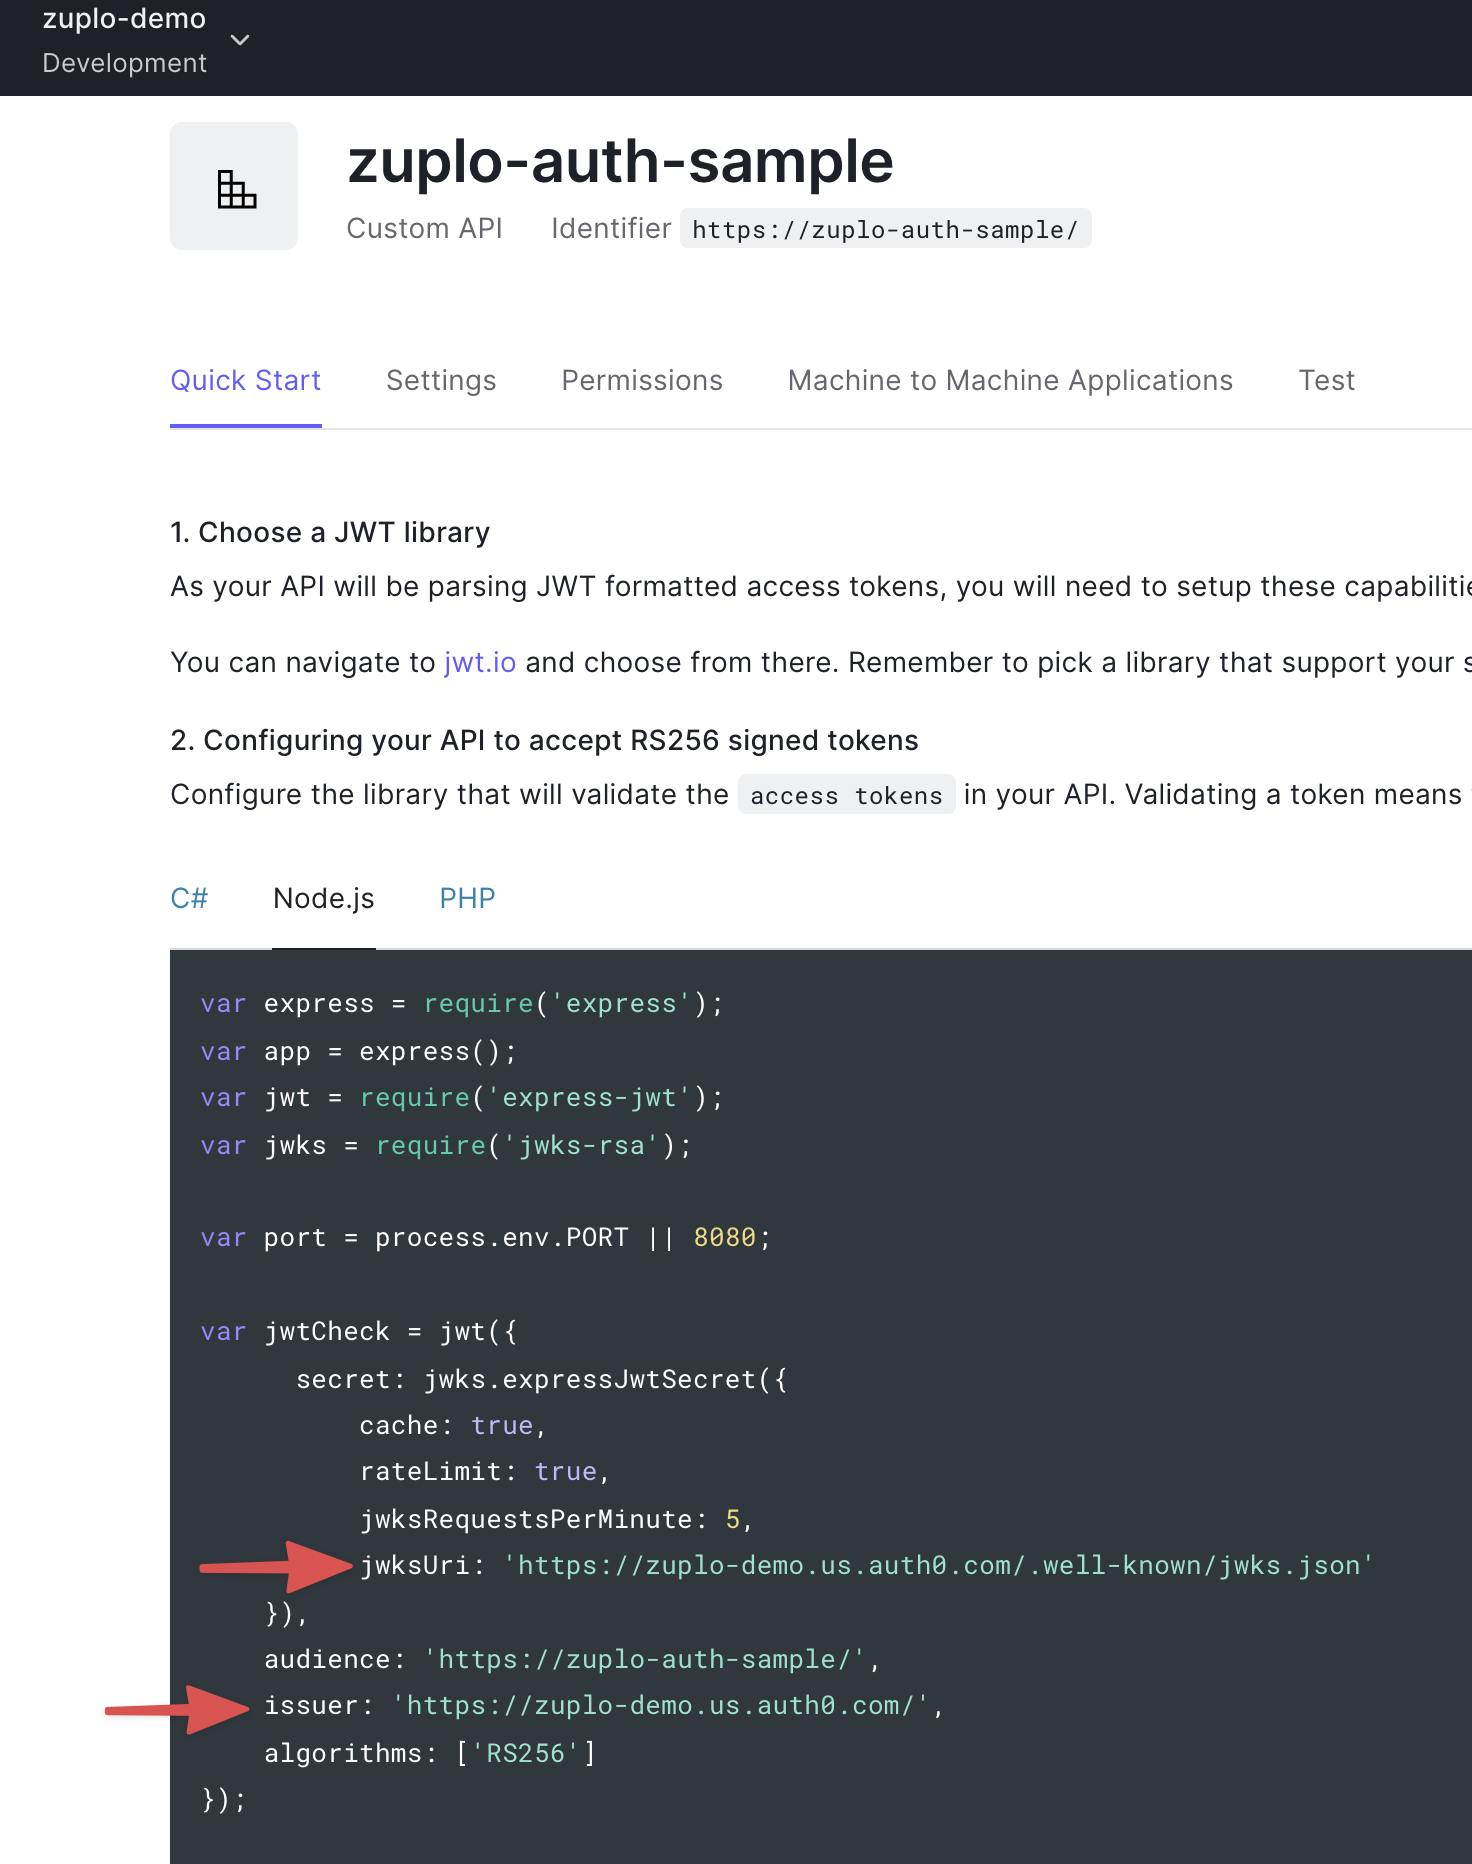 zuplo-demo
Development
zuplo-auth-sample
Custom API Identifier https://zuplo-auth-sample/
Quick Start Settings Permissions Machine to Machine Applications Test
1. Choose a JWT library
As your API will be parsing JWT formatted access tokens, you will need to setup these
You can navigate to jwt.io and choose from there. Remember to pick a library that support your
2. Configuring your API to accept RS256 signed tokens
Configure the library that will validate the access tokens in your API. Validating a token means
C# Node.js PHP
var express = require('express');
var app = express();
var jwt = require('express-jwt');
var jwks = require('jwks-rsa');
var port = process.env.PORT || 8080;
var jwtCheck = jwt({
secret: jwks.expressJwtSecret({
cache: true,
rateLimit: true,
jwksRequestsPerMinute: 5,
jwksUri: 'https://zuplo-demo.us.auth0.com/.well-known/jwks.json'
}),
audience: 'https://zuplo-auth-sample/',
issuer: 'https://zuplo-demo.us.auth0.com/',
algorithms: ['RS256']
});